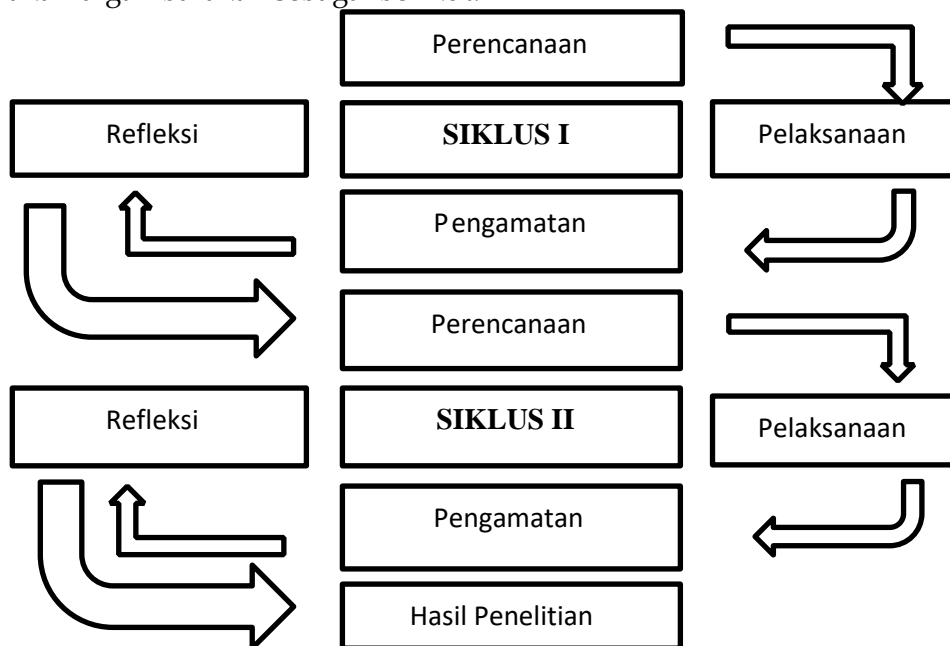 Perencanaan
Refleksi
SIKLUS I
Pelaksanaan
Pengamatan
Perencanaan
Refleksi
SIKLUS II
Pelaksanaan
Pengamatan
Hasil Penelitian